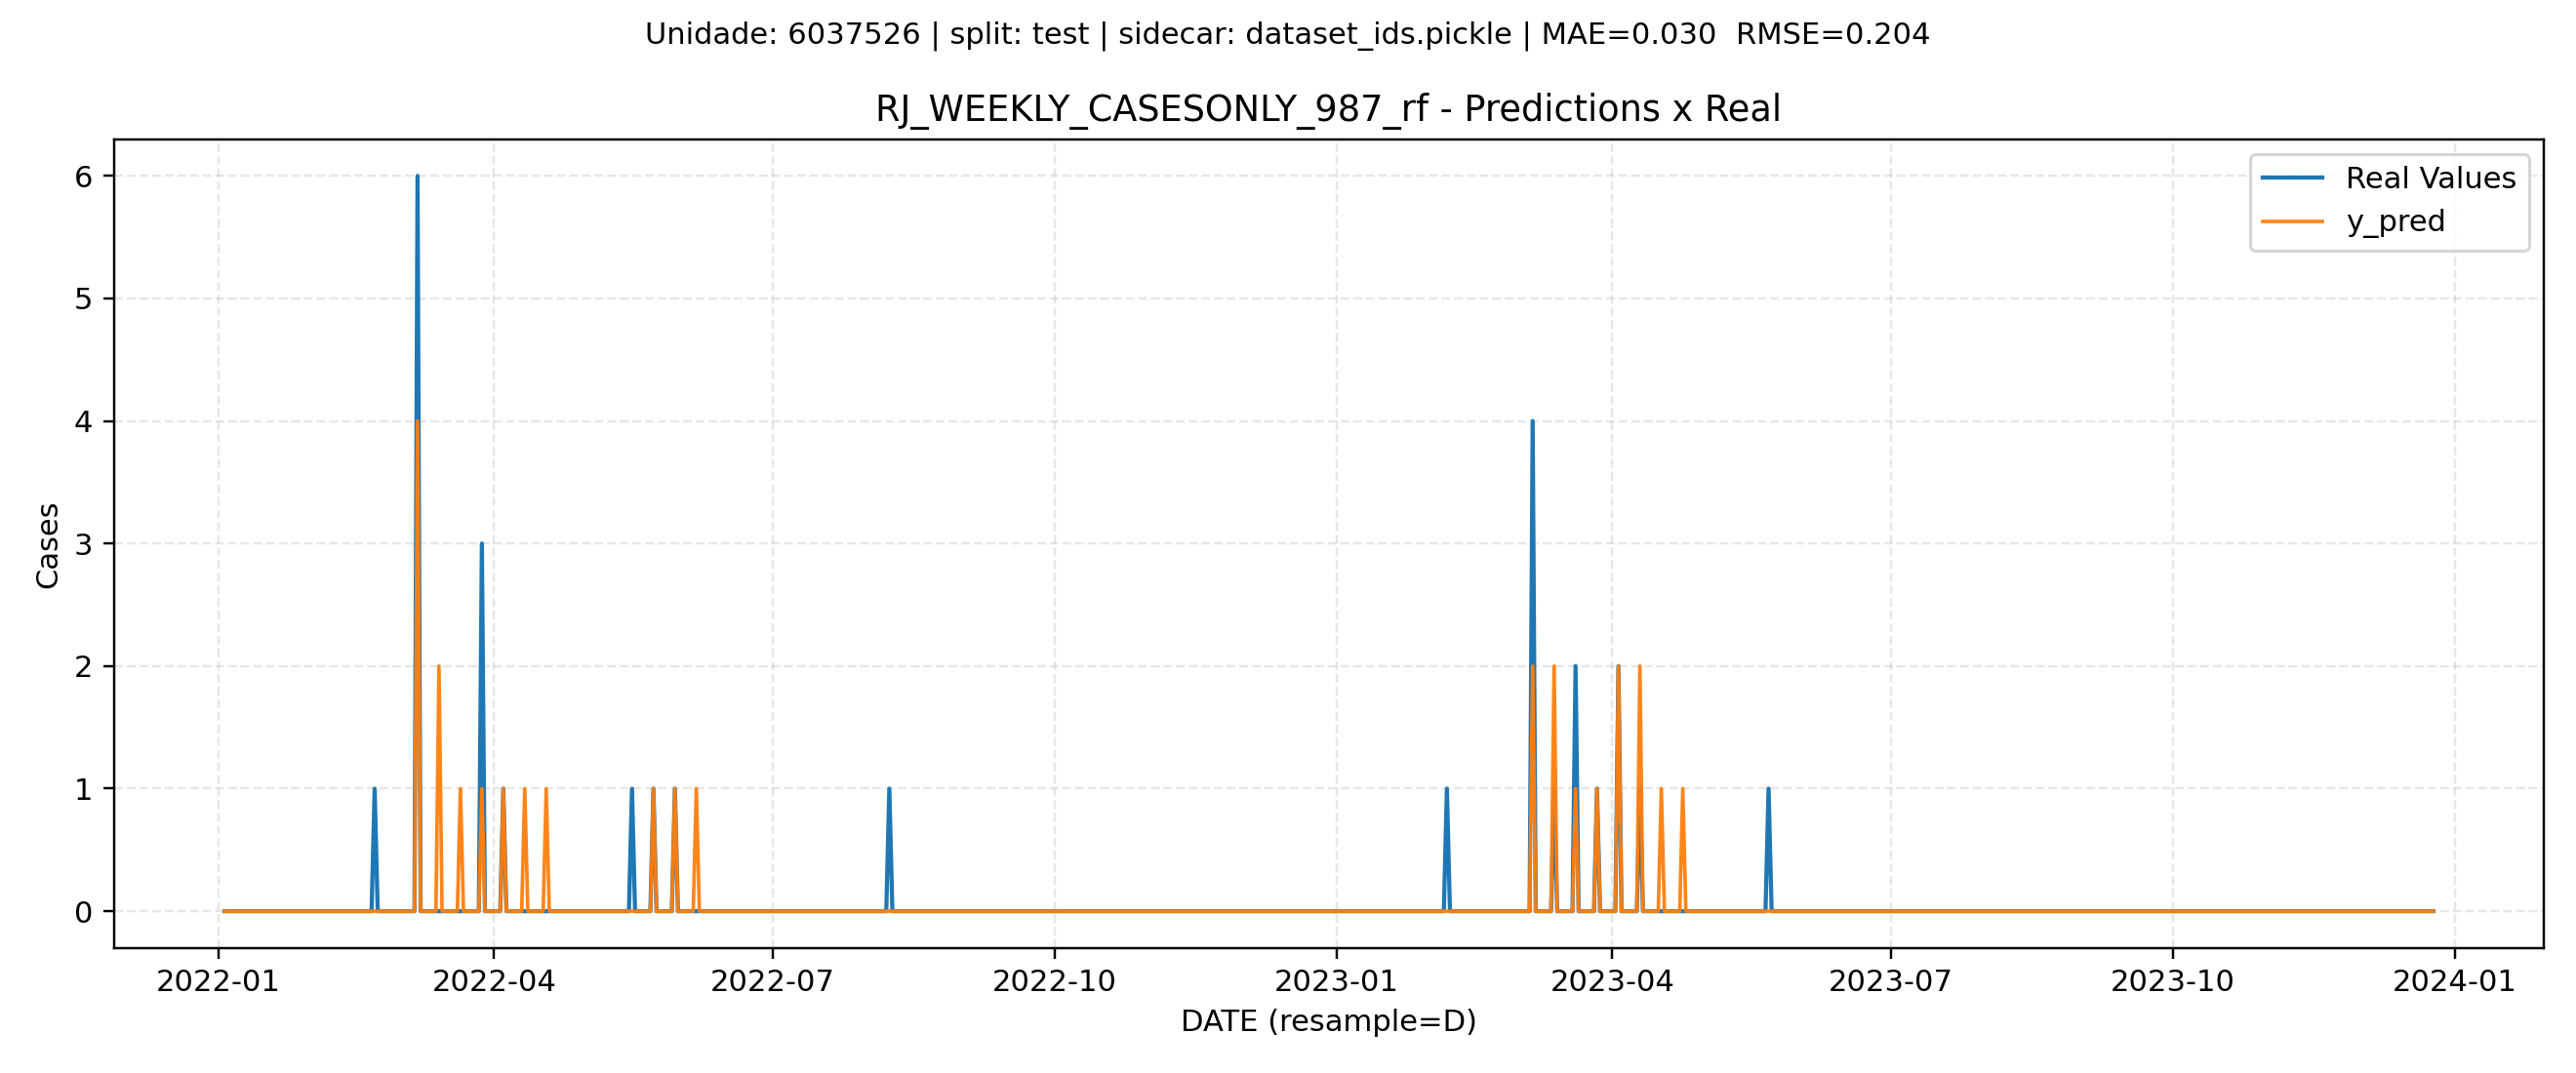 Unidade: 6037526 | split: test | sidecar: dataset_ids.pickle | MAE=0.030  RMSE=0.204
RJ_WEEKLY_CASESONLY_987_rf - Predictions x Real
Real Values
y_pred
Cases
6
5
4
3
2
1
0
2022-01 2022-04 2022-07 2022-10 2023-01 2023-04 2023-07 2023-10 2024-01
DATE (resample=D)